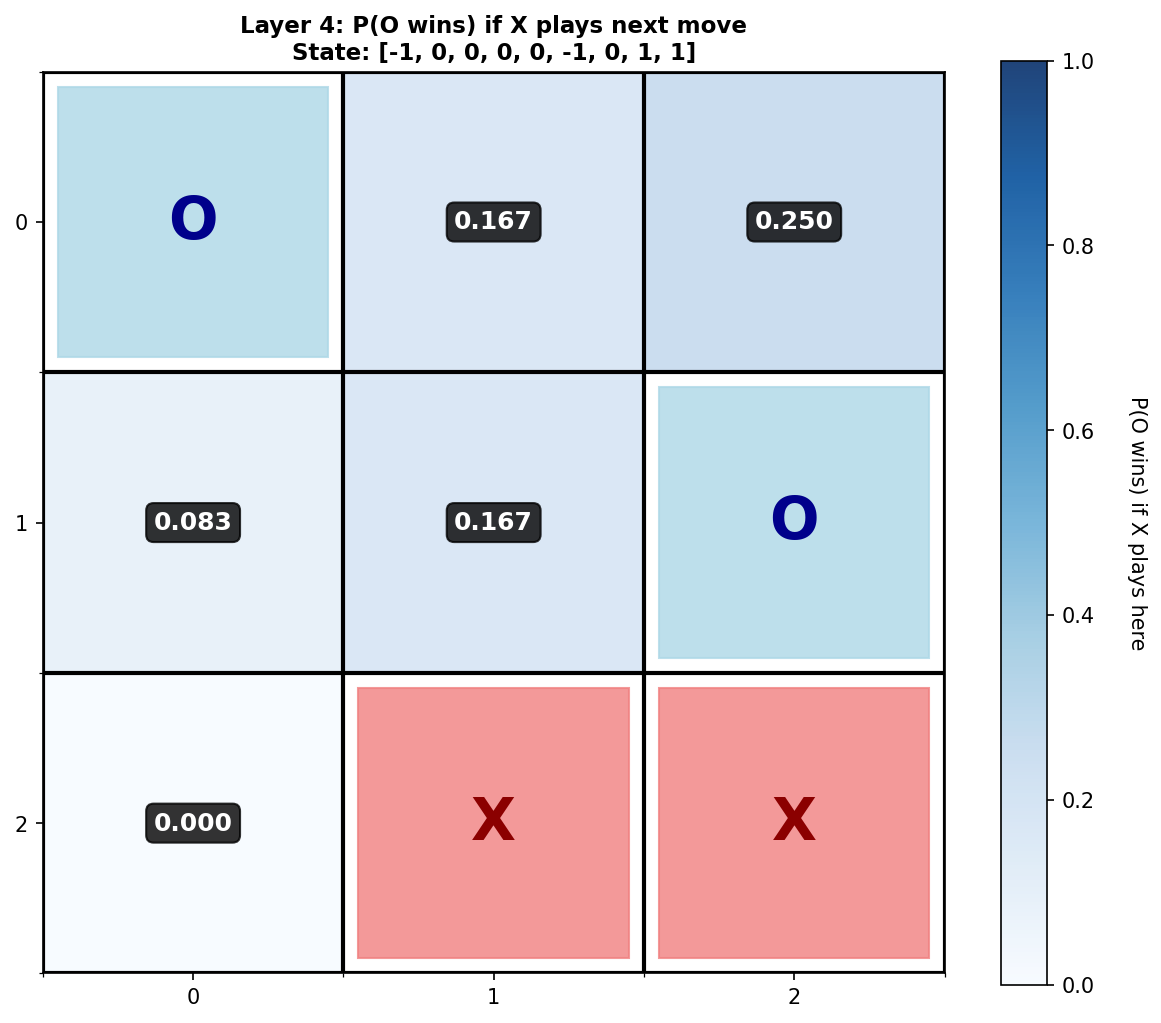 Layer 4: P(O wins) if X plays next move
State: [-1, 0, 0, 0, 0, -1, 0, 1, 1]
0
O
0.167
0.250
1
0.083
0.167
O
2
0.000
X
X
0
1
2
1.0
0.8
0.6
0.4
0.2
0.0
P(O wins) if X plays here